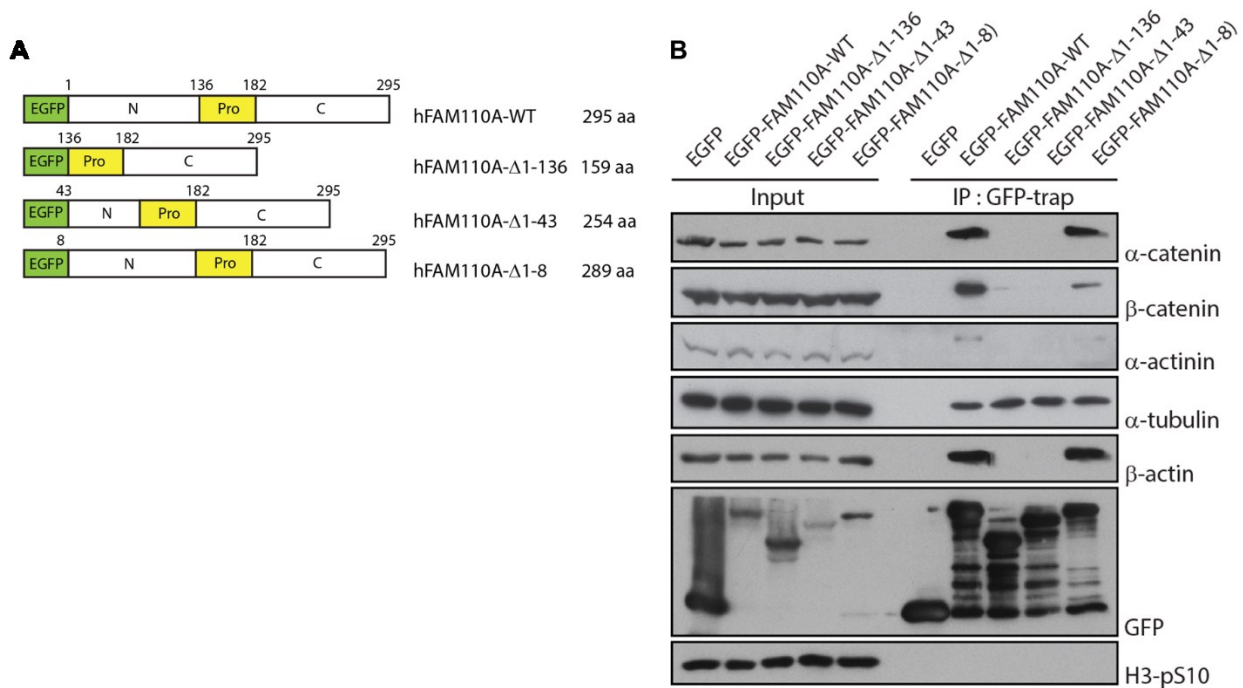 A
1 136 182 295
EGFP N Pro C
hFAM110A-WT 295 aa
136 182 295
EGFP Pro C
hFAM110A-Δ1-136 159 aa
43 182 295
EGFP N Pro C
hFAM110A-Δ1-43 254 aa
8 182 295
EGFP N Pro C
hFAM110A-Δ1-8 289 aa
B
EGFP
EGFP-FAM110A-WT
EGFP-FAM110A-Δ1-136
EGFP-FAM110A-Δ1-43
EGFP-FAM110A-Δ1-8)
EGFP
EGFP-FAM110A-WT
EGFP-FAM110A-Δ1-136
EGFP-FAM110A-Δ1-43
EGFP-FAM110A-Δ1-8)
Input IP : GFP-trap
α-catenin
β-catenin
α-actinin
α-tubulin
β-actin
GFP
H3-pS10